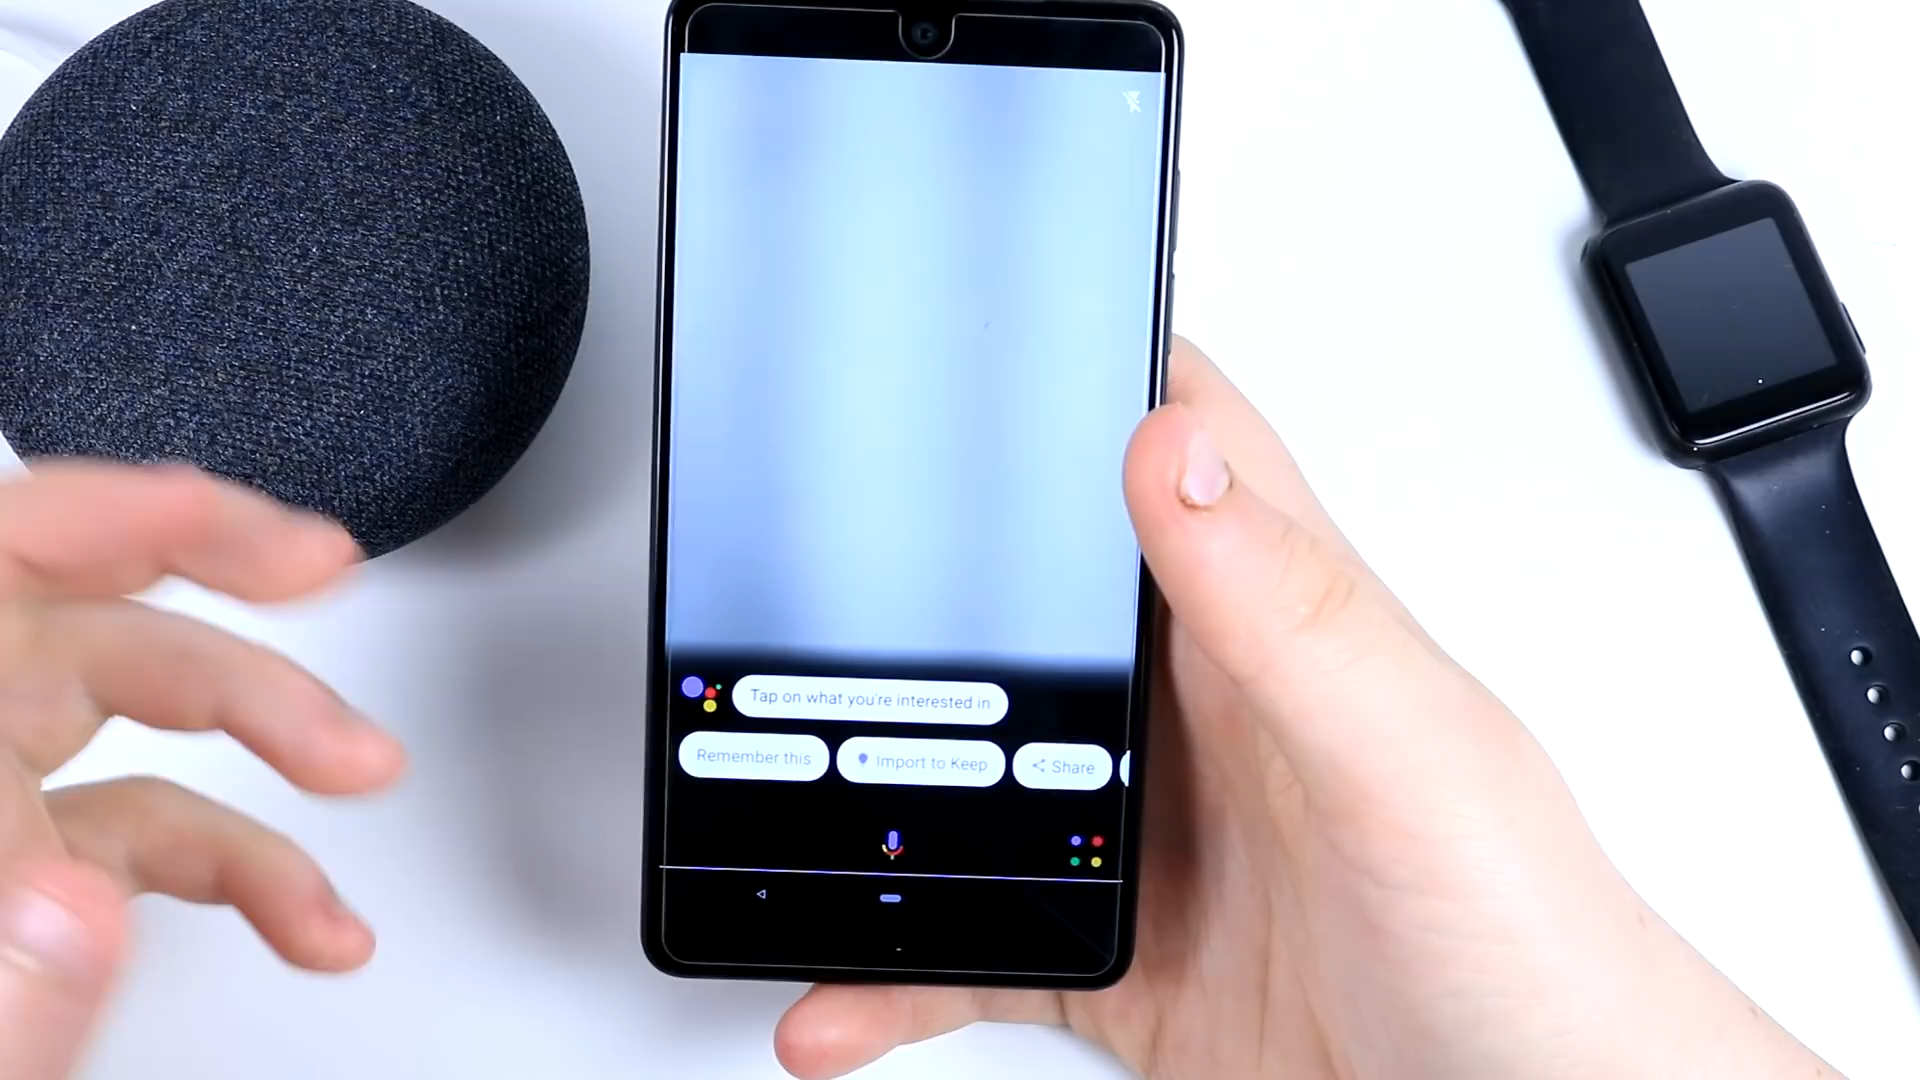 Tap on what you're interested in
Remember this
Import to Keep
Share